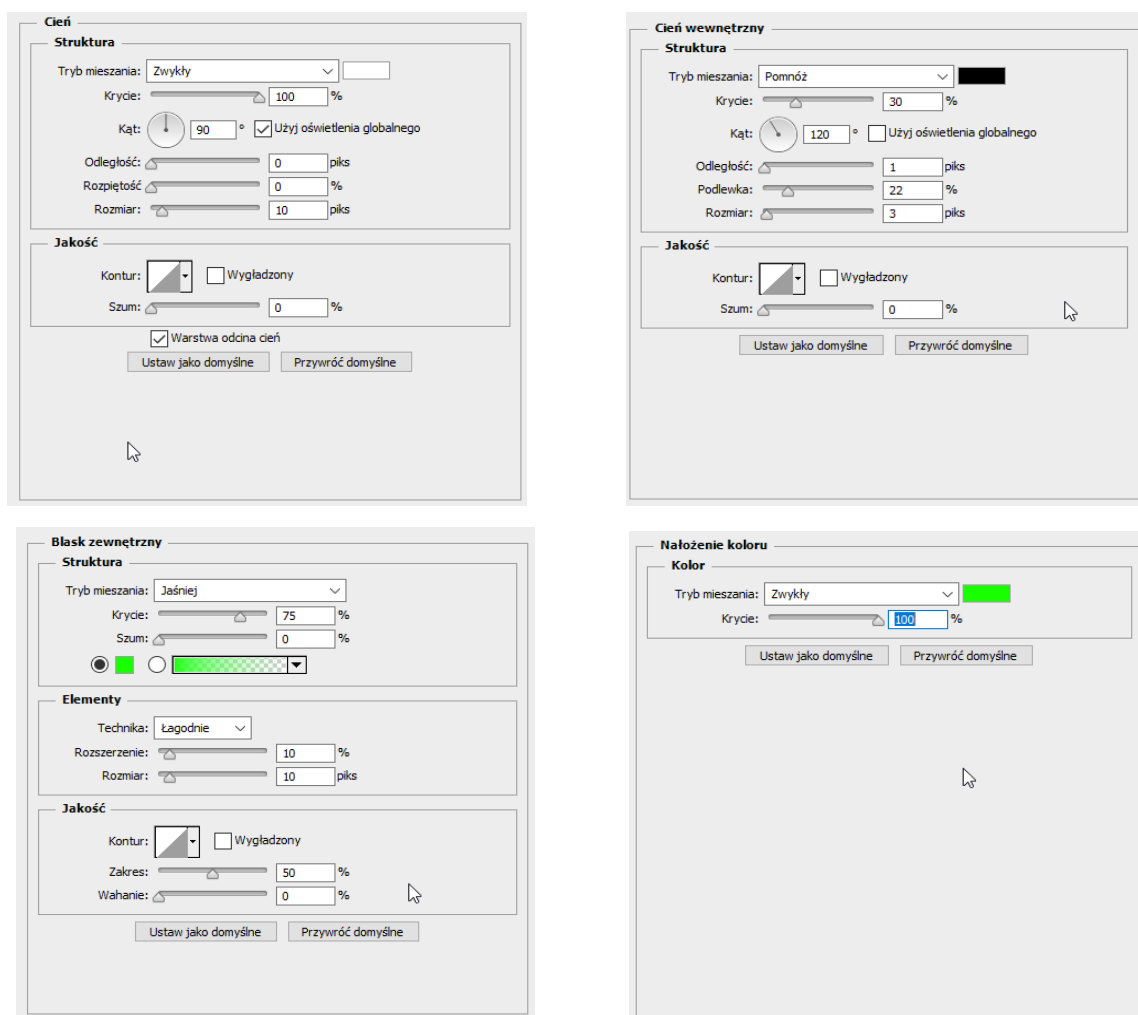 Cień
Struktura
Tryb mieszania: Zwykły
Krycie: 100 %
Kąt: 90 ° Użyj oświetlenia globalnego
Odległość: 0 piks
Rozpiętość 0 %
Rozmiar: 10 piks
Jakość
Kontur: Wygładzony
Szum: 0 %
Warstwa odcina cień
Ustaw jako domyślne Przywróć domyślne
Cień wewnętrzny
Struktura
Tryb mieszania: Pomnóż
Krycie: 30 %
Kąt: 120 ° Użyj oświetlenia globalnego
Odległość: 1 piks
Podlewka: 22 %
Rozmiar: 3 piks
Jakość
Kontur: Wygładzony
Szum: 0 %
Ustaw jako domyślne Przywróć domyślne
Blask zewnętrzny
Struktura
Tryb mieszania: Jaśniej
Krycie: 75 %
Szum: 0 %
Elementy
Technika: Łagodnie
Rozszerzenie: 10 %
Rozmiar: 10 piks
Jakość
Kontur: Wygładzony
Zakres: 50 %
Wahanie: 0 %
Ustaw jako domyślne Przywróć domyślne
Nałożenie koloru
Kolor
Tryb mieszania: Zwykły
Krycie: 100 %
Ustaw jako domyślne Przywróć domyślne